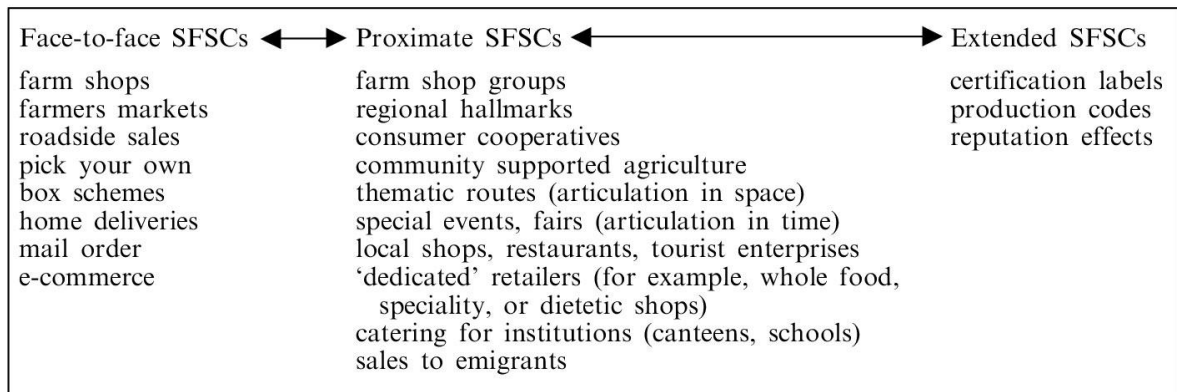 Face-to-face SFSCs
farm shops
farmers markets
roadside sales
pick your own
box schemes
home deliveries
mail order
e-commerce
Proximate SFSCs
farm shop groups
regional hallmarks
consumer cooperatives
community supported agriculture
thematic routes (articulation in space)
special events, fairs (articulation in time)
local shops, restaurants, tourist enterprises
‘dedicated’ retailers (for example, whole food,
speciality, or dietetic shops)
catering for institutions (canteens, schools)
sales to emigrants
Extended SFSCs
certification labels
production codes
reputation effects